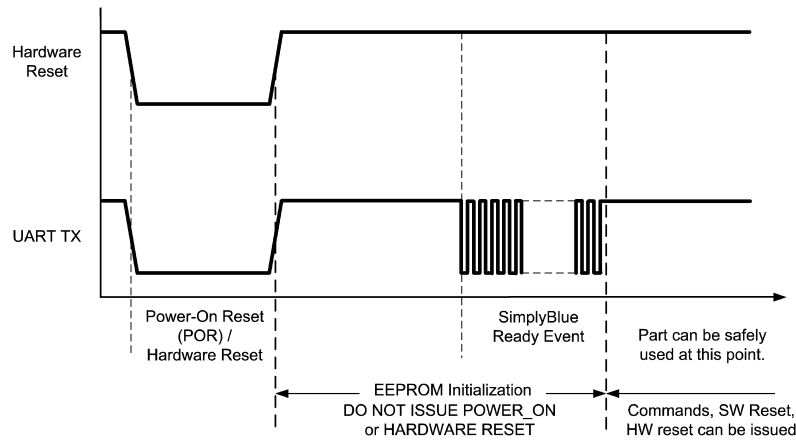 Hardware
Reset
UART TX
Power-On Reset
(POR) /
Hardware Reset
SimplyBlue
Ready Event
Part can be safely
used at this point.
EEPROM Initialization
DO NOT ISSUE POWER_ON
or HARDWARE RESET
Commands, SW Reset,
HW reset can be issued